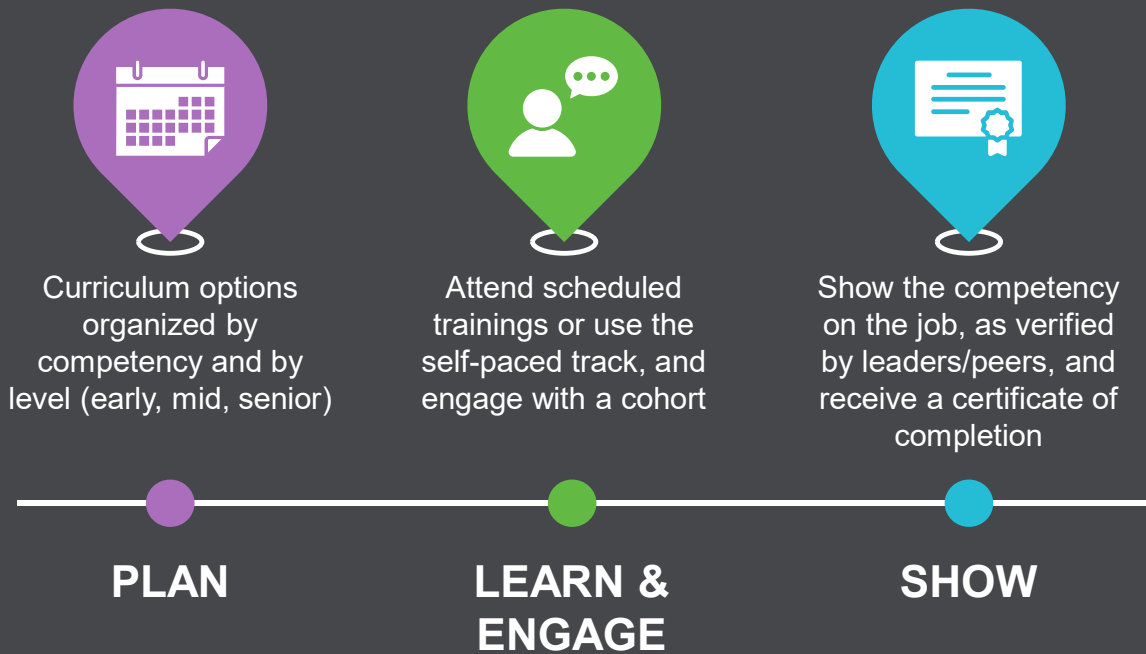 Curriculum options
organized by
competency and by
level (early, mid, senior)
Attend scheduled
trainings or use the
self-paced track, and
engage with a cohort
Show the competency
on the job, as verified
by leaders/peers, and
receive a certificate of
completion
PLAN
LEARN &
ENGAGE
SHOW